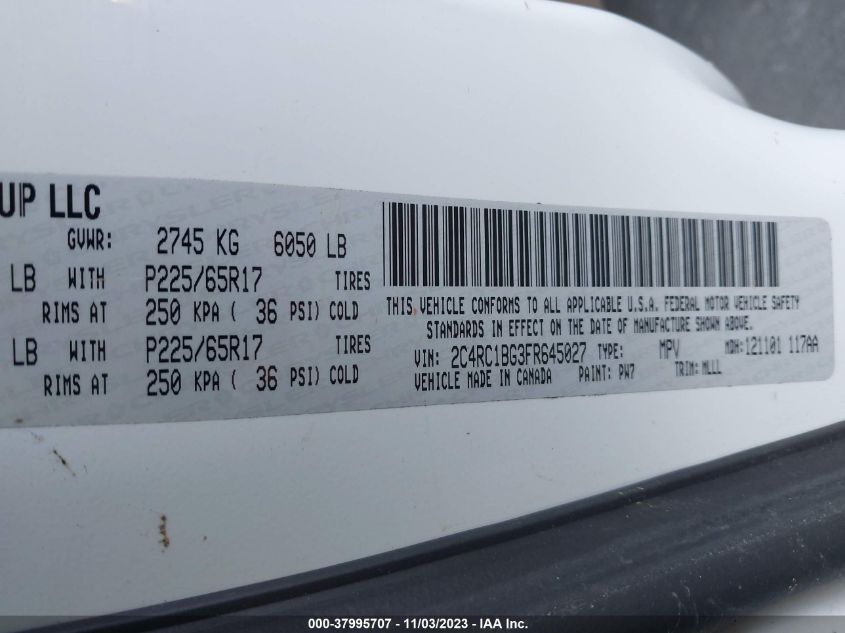 UP LLC
GVWR: 2745 KG 6050 LB
LB WITH P225/65R17 TIRES
RIMS AT 250 KPA ( 36 PSI) COLD
LB WITH P225/65R17 TIRES
RIMS AT 250 KPA ( 36 PSI) COLD
THIS VEHICLE CONFORMS TO ALL APPLICABLE U.S.A. FEDERAL MOTOR VEHICLE SAFETY
STANDARDS IN EFFECT ON THE DATE OF MANUFACTURE SHOWN ABOVE.
VIN: 2C4RC1BG3FR645027 TYPE: MPV MDH: 121101 117AA
VEHICLE MADE IN CANADA PAINT: PW7 TRIM: MLLL
000-37995707 - 11/03/2023 - IAA Inc.